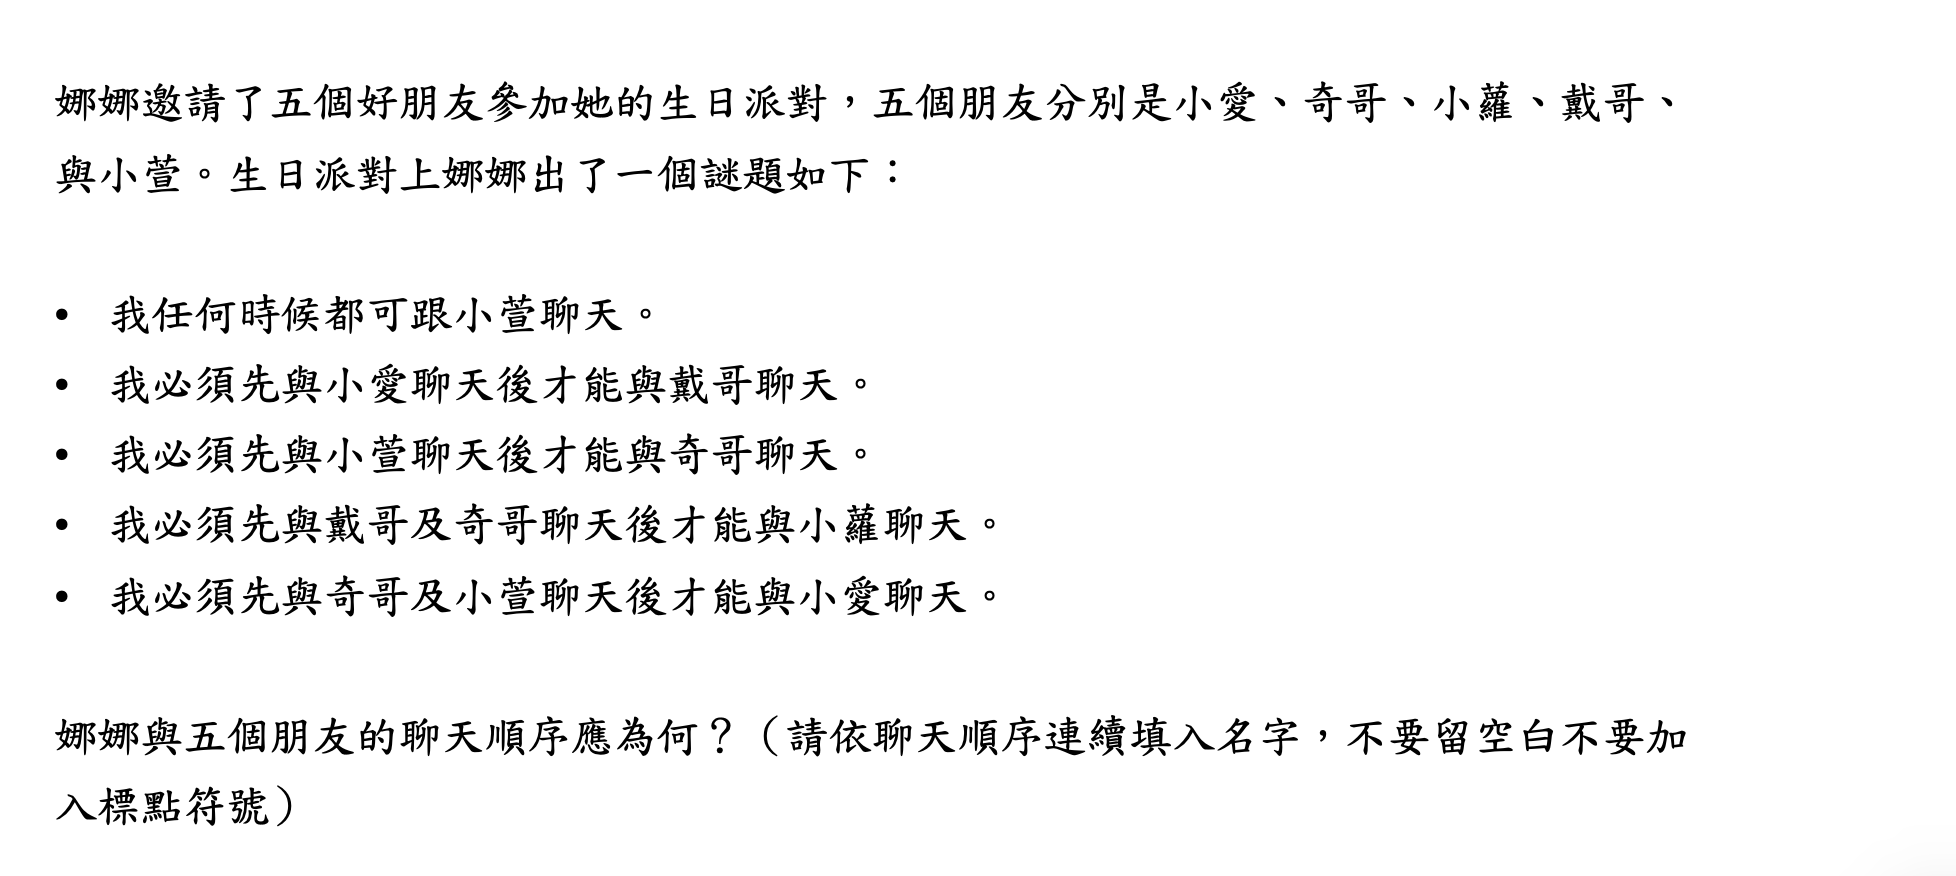 娜娜邀請了五個好朋友參加她的生日派對，五個朋友分別是小愛、奇哥、小蘿、戴哥、
與小萱。生日派對上娜娜出了一個謎題如下：
• 我任何時候都可跟小萱聊天。
• 我必須先與小愛聊天後才能與戴哥聊天。
• 我必須先與小萱聊天後才能與奇哥聊天。
• 我必須先與戴哥及奇哥聊天後才能與小蘿聊天。
• 我必須先與奇哥及小萱聊天後才能與小愛聊天。
娜娜與五個朋友的聊天順序應為何？（請依聊天順序連續填入名字，不要留空白不要加
入標點符號）